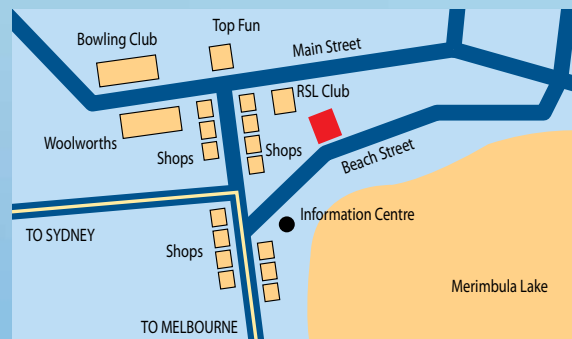 Top Fun
Bowling Club
Main Street
RSL Club
Woolworths
Shops
Shops
Beach Street
Information Centre
TO SYDNEY
Shops
Merimbula Lake
TO MELBOURNE